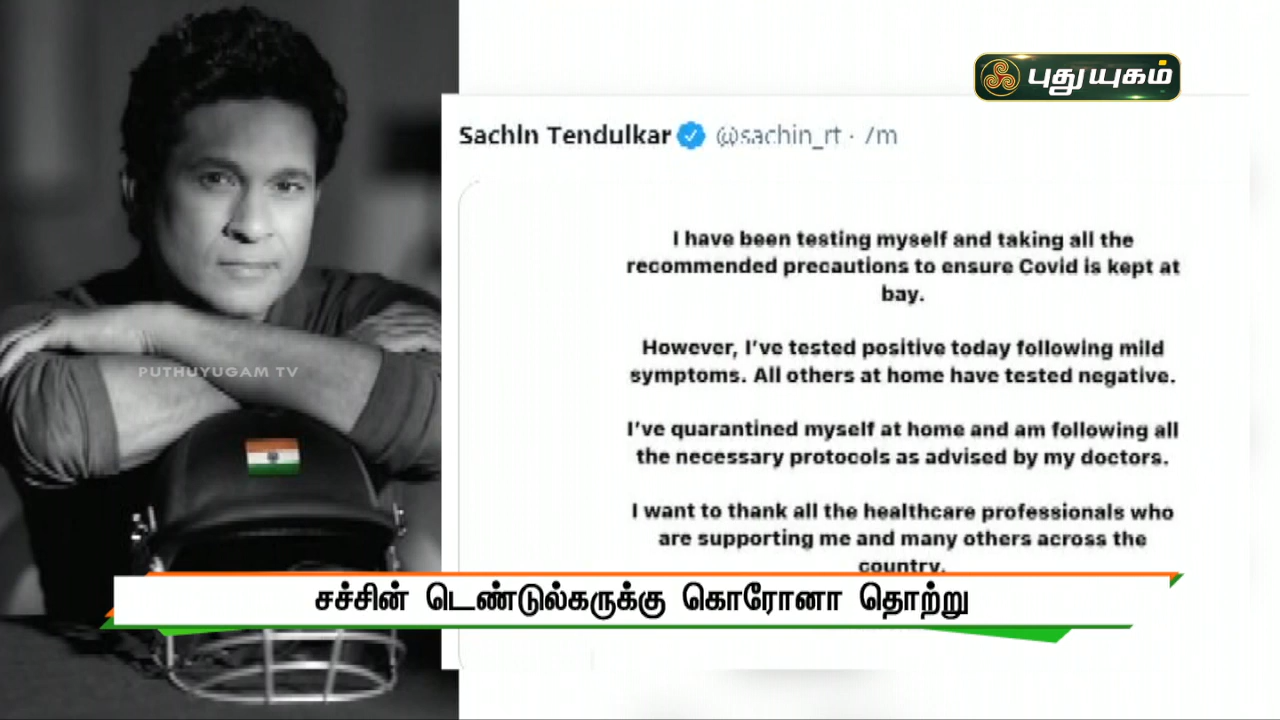 புதுயுகம்
Sachin Tendulkar @sachin_rt · 7m
I have been testing myself and taking all the
recommended precautions to ensure Covid is kept at
bay.
However, I've tested positive today following mild
symptoms. All others at home have tested negative.
I've quarantined myself at home and am following all
the necessary protocols as advised by my doctors.
I want to thank all the healthcare professionals who
are supporting me and many others across the
country.
PUTHUYUGAM TV
சச்சின் டெண்டுல்கருக்கு கொரோனா தொற்று